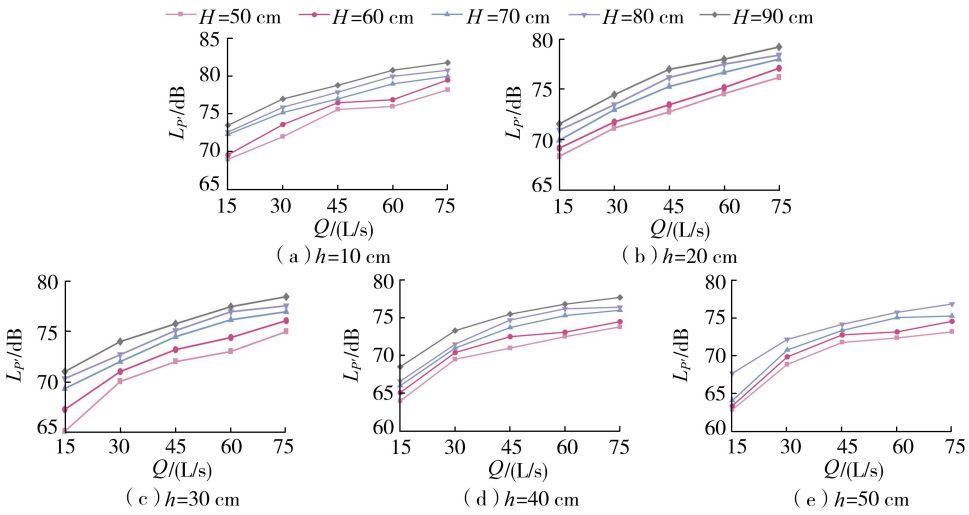 H=50 cm H=60 cm H=70 cm H=80 cm H=90 cm
85
80
75
70
65
L_P'/dB
15 30 45 60 75
Q/(L/s)
(a) h=10 cm
80
75
70
65
L_P'/dB
15 30 45 60 75
Q/(L/s)
(b) h=20 cm
80
75
70
65
L_P'/dB
15 30 45 60 75
Q/(L/s)
(c) h=30 cm
80
75
70
65
60
L_P'/dB
15 30 45 60 75
Q/(L/s)
(d) h=40 cm
80
75
70
65
60
L_P'/dB
15 30 45 60 75
Q/(L/s)
(e) h=50 cm